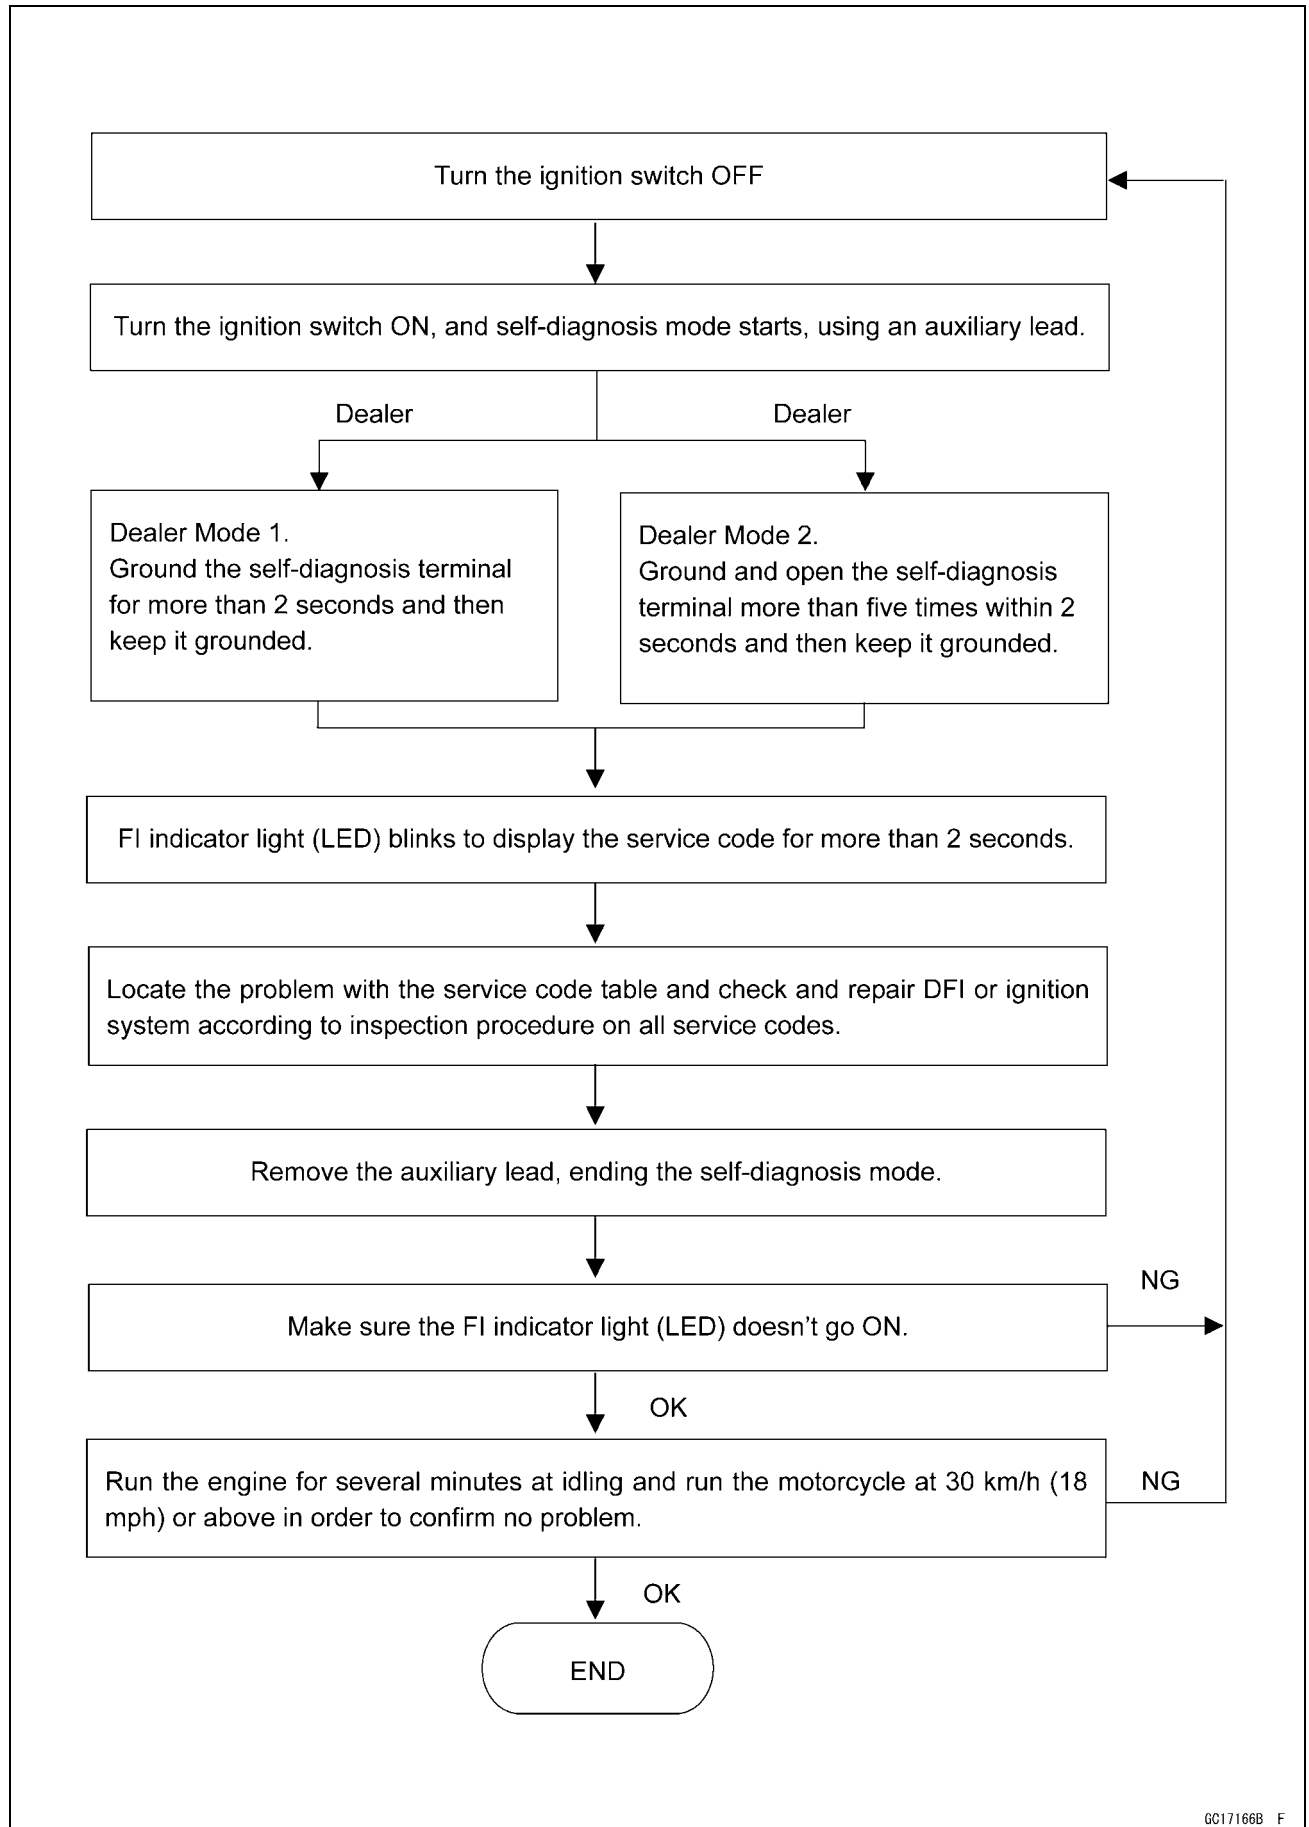 Turn the ignition switch OFF
Turn the ignition switch ON, and self-diagnosis mode starts, using an auxiliary lead.
Dealer
Dealer
Dealer Mode 1.
Ground the self-diagnosis terminal
for more than 2 seconds and then
keep it grounded.
Dealer Mode 2.
Ground and open the self-diagnosis
terminal more than five times within 2
seconds and then keep it grounded.
FI indicator light (LED) blinks to display the service code for more than 2 seconds.
Locate the problem with the service code table and check and repair DFI or ignition
system according to inspection procedure on all service codes.
Remove the auxiliary lead, ending the self-diagnosis mode.
NG
Make sure the FI indicator light (LED) doesn't go ON.
OK
Run the engine for several minutes at idling and run the motorcycle at 30 km/h (18
mph) or above in order to confirm no problem.
NG
OK
END
GC17166B F